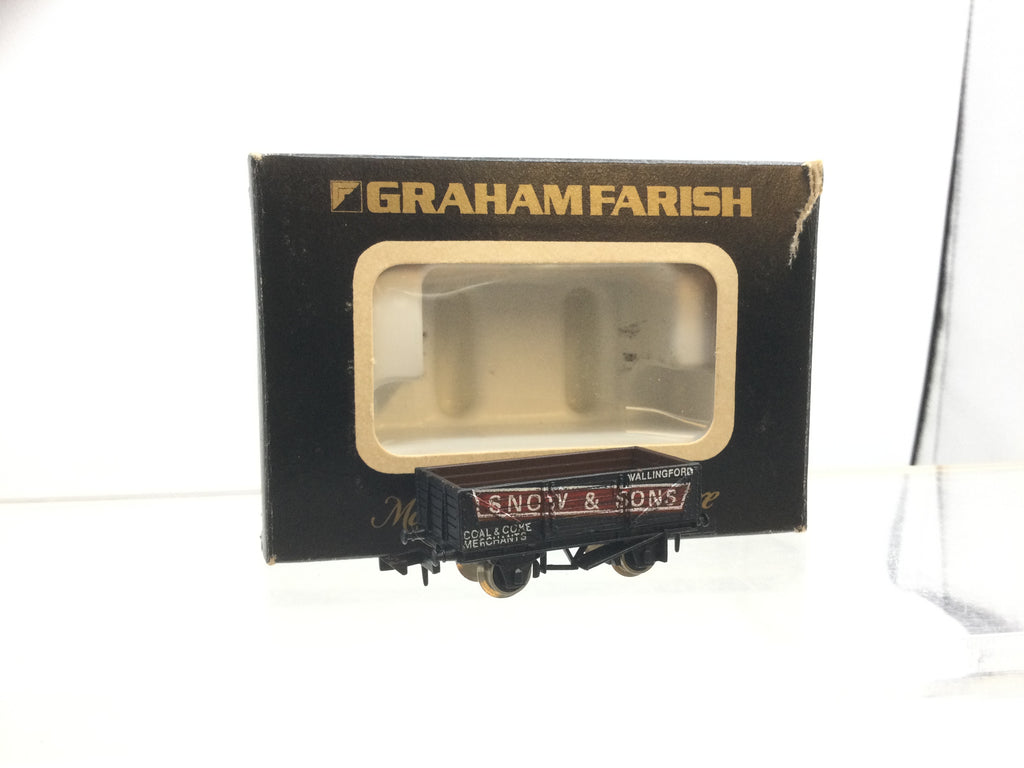 GRAHAM FARISH
WALLINGFORD
SNOW & SONS
COAL & COKE
MERCHANTS